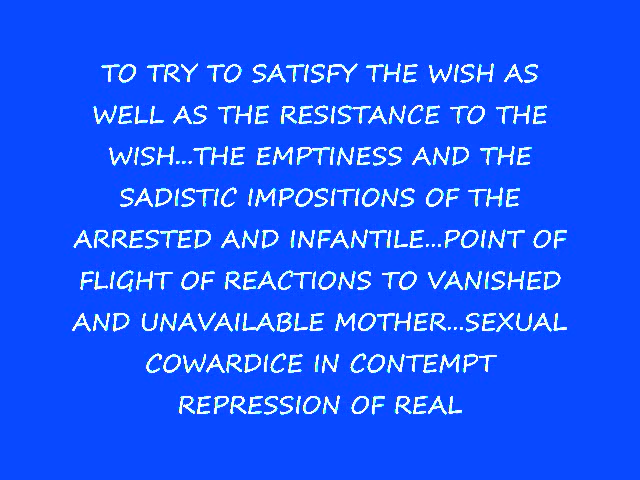 TO TRY TO SATISFY THE WISH AS
WELL AS THE RESISTANCE TO THE
WISH...THE EMPTINESS AND THE
SADISTIC IMPOSITIONS OF THE
ARRESTED AND INFANTILE...POINT OF
FLIGHT OF REACTIONS TO VANISHED
AND UNAVAILABLE MOTHER...SEXUAL
COWARDICE IN CONTEMPT
REPRESSION OF REAL